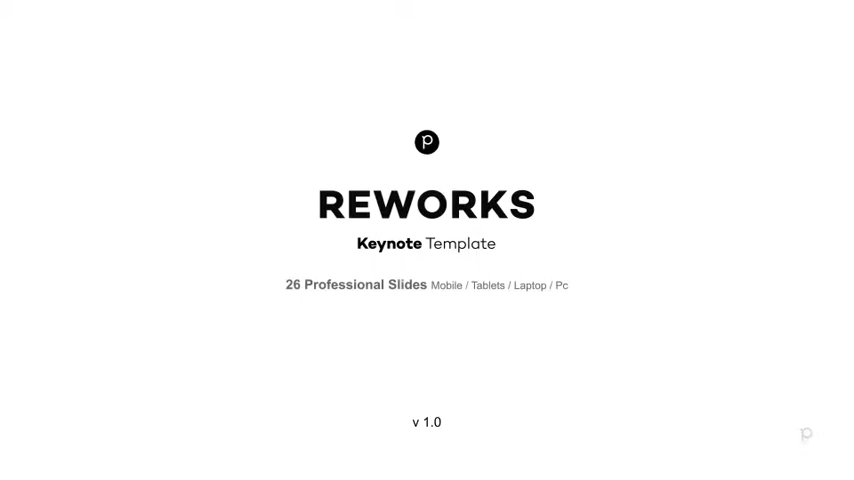 p
REWORKS
Keynote Template
26 Professional Slides Mobile / Tablets / Laptop / Pc
v 1.0
p